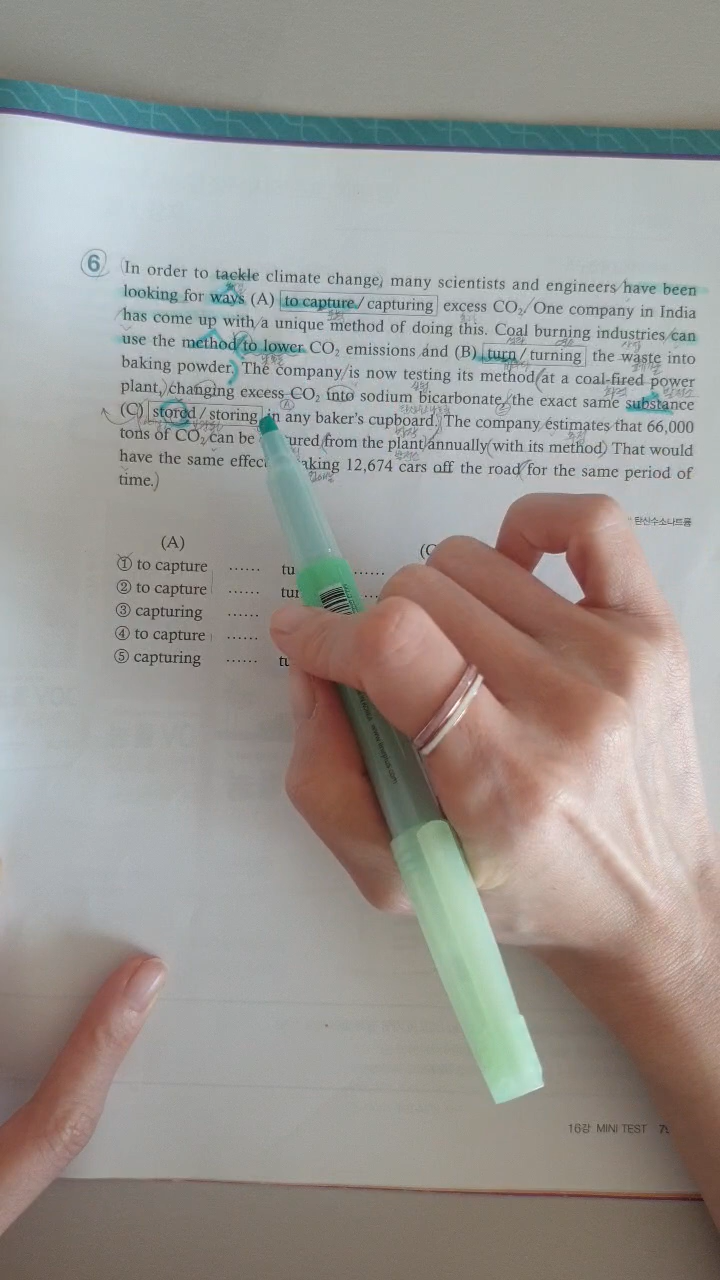 6 In order to tackle climate change, many scientists and engineers have been
looking for ways (A) to capture / capturing excess CO₂. One company in India
has come up with a unique method of doing this. Coal burning industries can
use the method to lower CO₂ emissions and (B) turn / turning the waste into
baking powder. The company is now testing its method at a coal-fired power
plant, changing excess CO₂ into sodium bicarbonate, the exact same substance
(C) stored / storing in any baker's cupboard. The company estimates that 66,000
tons of CO₂ can be ured from the plant annually with its method. That would
have the same effec aking 12,674 cars off the road for the same period of
time.
탄산수소나트륨
(A) (C
① to capture …… tu ……
② to capture …… tur
③ capturing ……
④ to capture ……
⑤ capturing …… tu
16강 MINI TEST